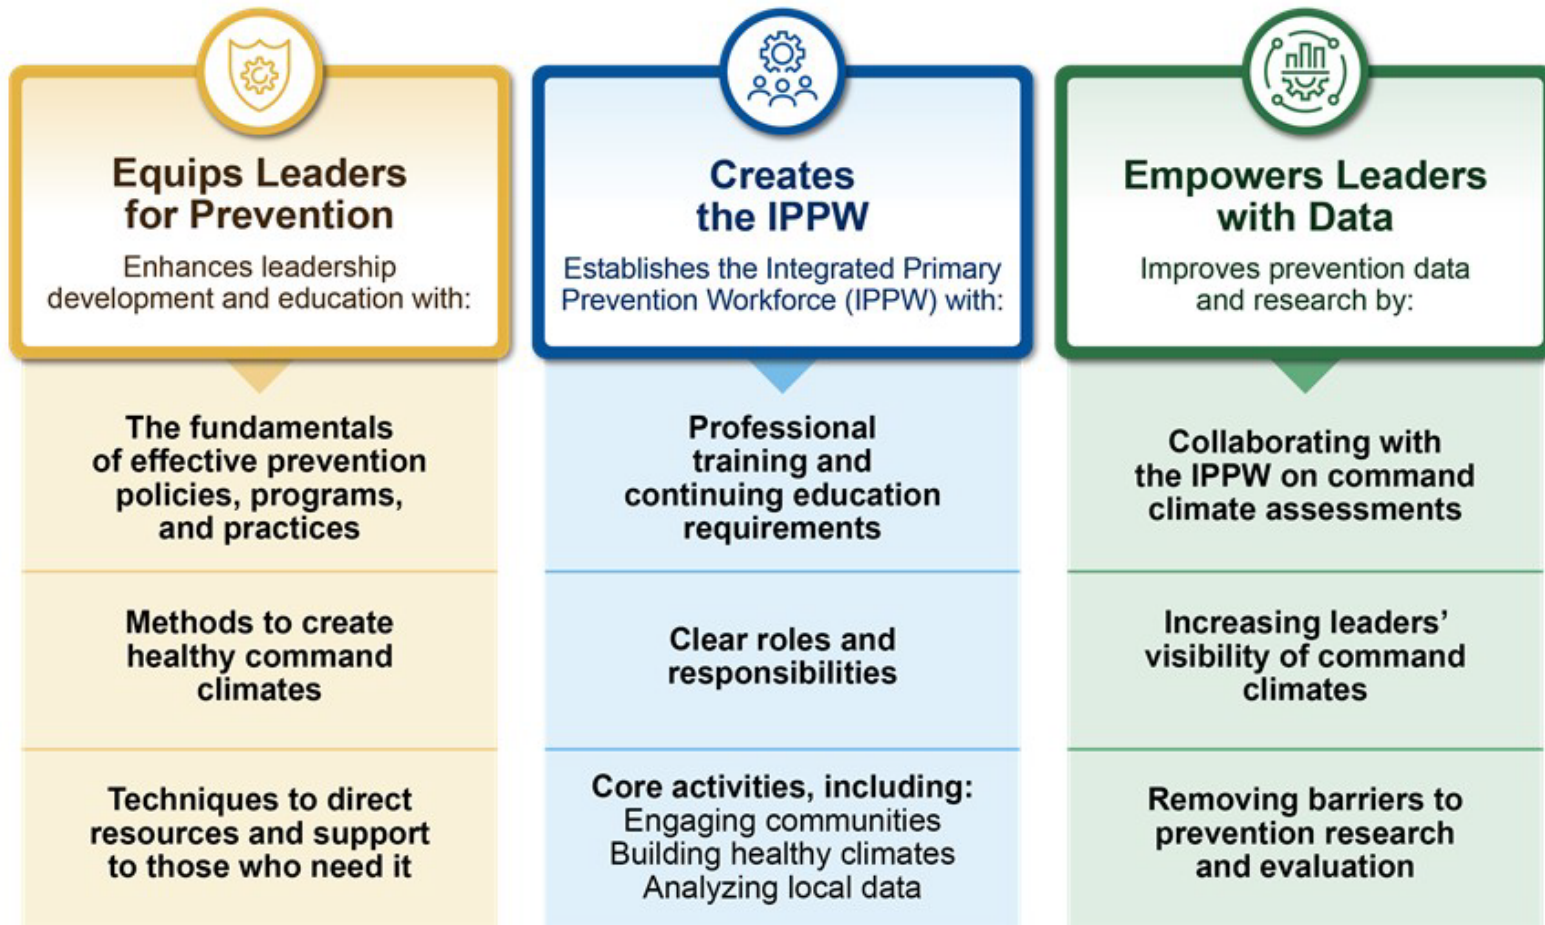 Equips Leaders
for Prevention
Enhances leadership
development and education with:
The fundamentals
of effective prevention
policies, programs,
and practices
Methods to create
healthy command
climates
Techniques to direct
resources and support
to those who need it
Creates
the IPPW
Establishes the Integrated Primary
Prevention Workforce (IPPW) with:
Professional
training and
continuing education
requirements
Clear roles and
responsibilities
Core activities, including:
Engaging communities
Building healthy climates
Analyzing local data
Empowers Leaders
with Data
Improves prevention data
and research by:
Collaborating with
the IPPW on command
climate assessments
Increasing leaders’
visibility of command
climates
Removing barriers to
prevention research
and evaluation